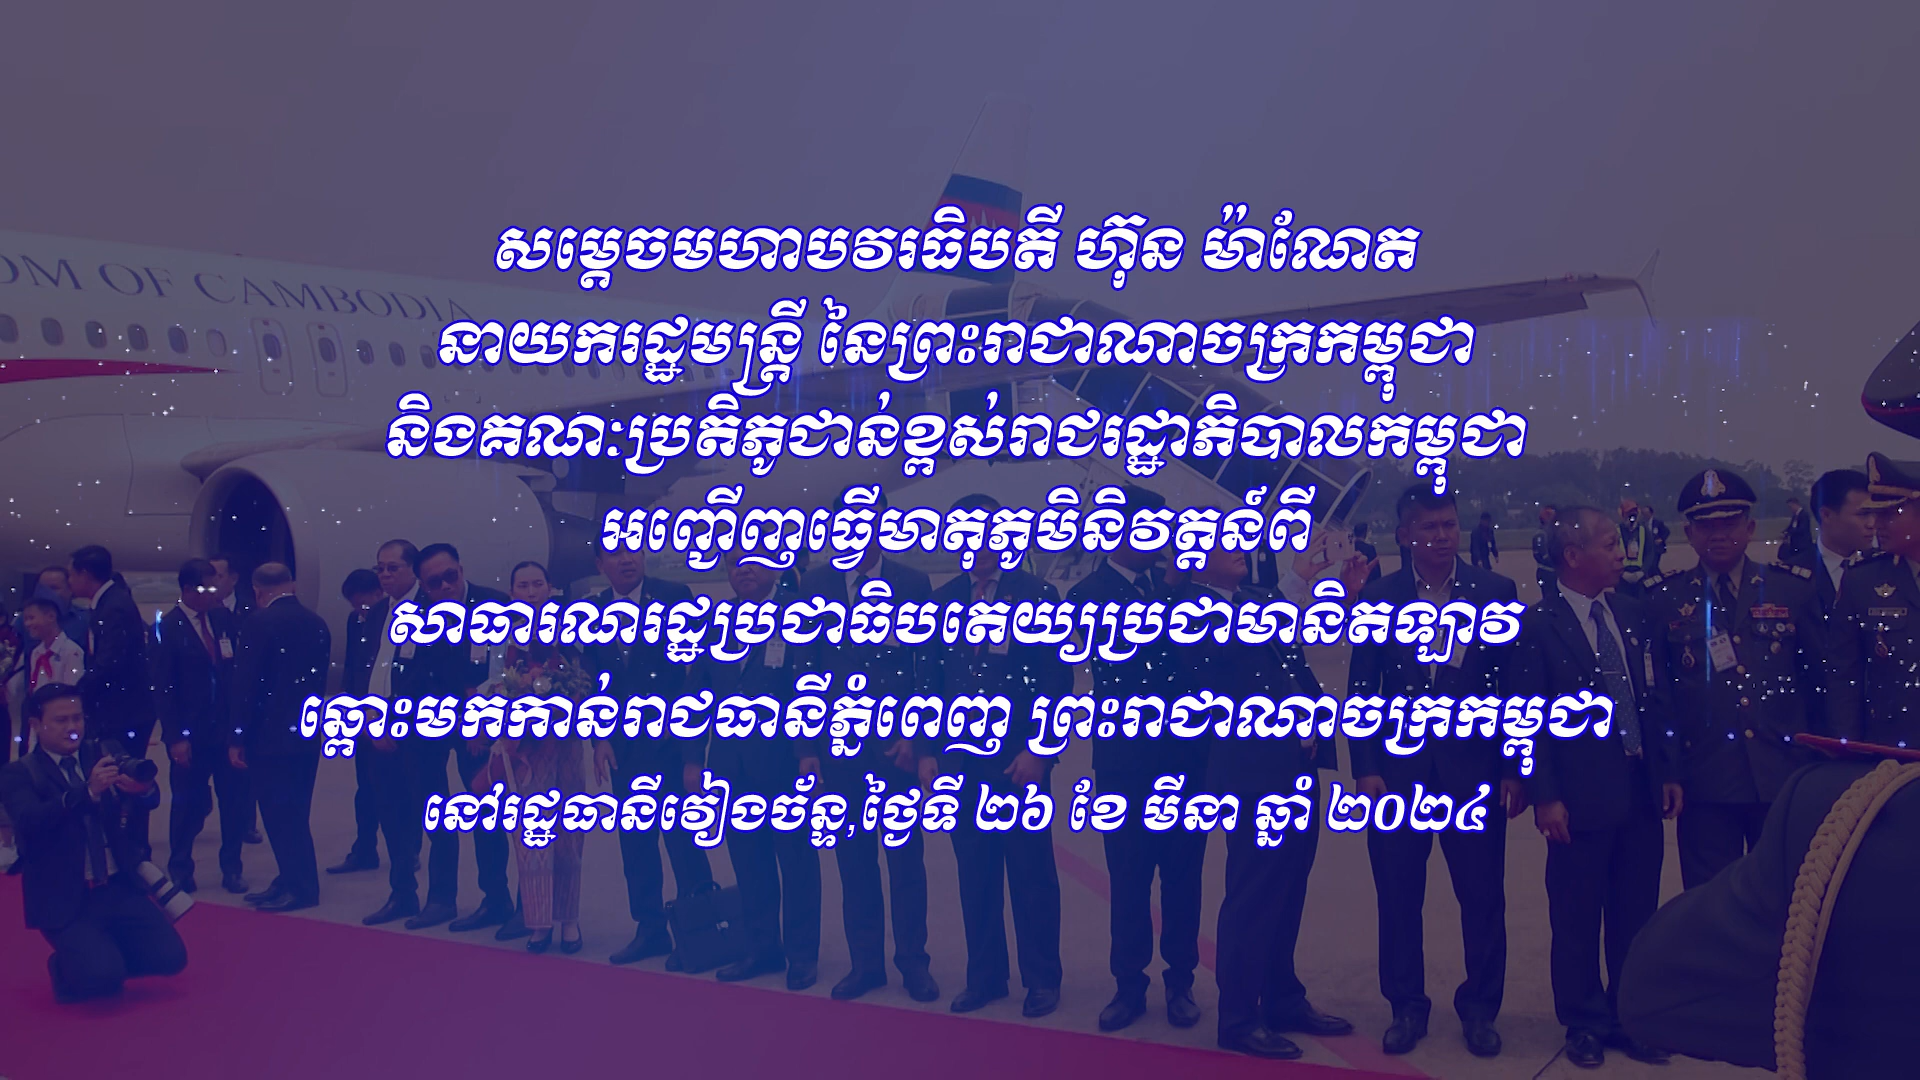 OM OF CAMBODIA
សម្តេចមហាបវរធិបតី ហ៊ុន ម៉ាណែត
នាយករដ្ឋមន្ត្រី នៃព្រះរាជាណាចក្រកម្ពុជា
និងគណៈប្រតិភូជាន់ខ្ពស់រាជរដ្ឋាភិបាលកម្ពុជា
អញ្ជើញធ្វើមាតុភូមិនិវត្តន៍ពី
សាធារណរដ្ឋប្រជាធិបតេយ្យប្រជាមានិតឡាវ
ឆ្ពោះមកកាន់រាជធានីភ្នំពេញ ព្រះរាជាណាចក្រកម្ពុជា
នៅរដ្ឋធានីវៀងច័ន្ទ,ថ្ងៃទី ២៦ ខែ មីនា ឆ្នាំ ២០២៤